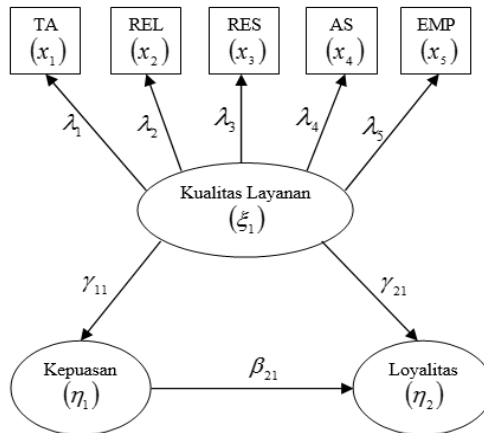 TA REL RES AS EMP
(x₁) (x₂) (x₃) (x₄) (x₅)
λ₁ λ₂ λ₃ λ₄ λ₅
Kualitas Layanan
(ξ₁)
γ₁₁ γ₂₁
Kepuasan β₂₁ Loyalitas
(η₁) (η₂)